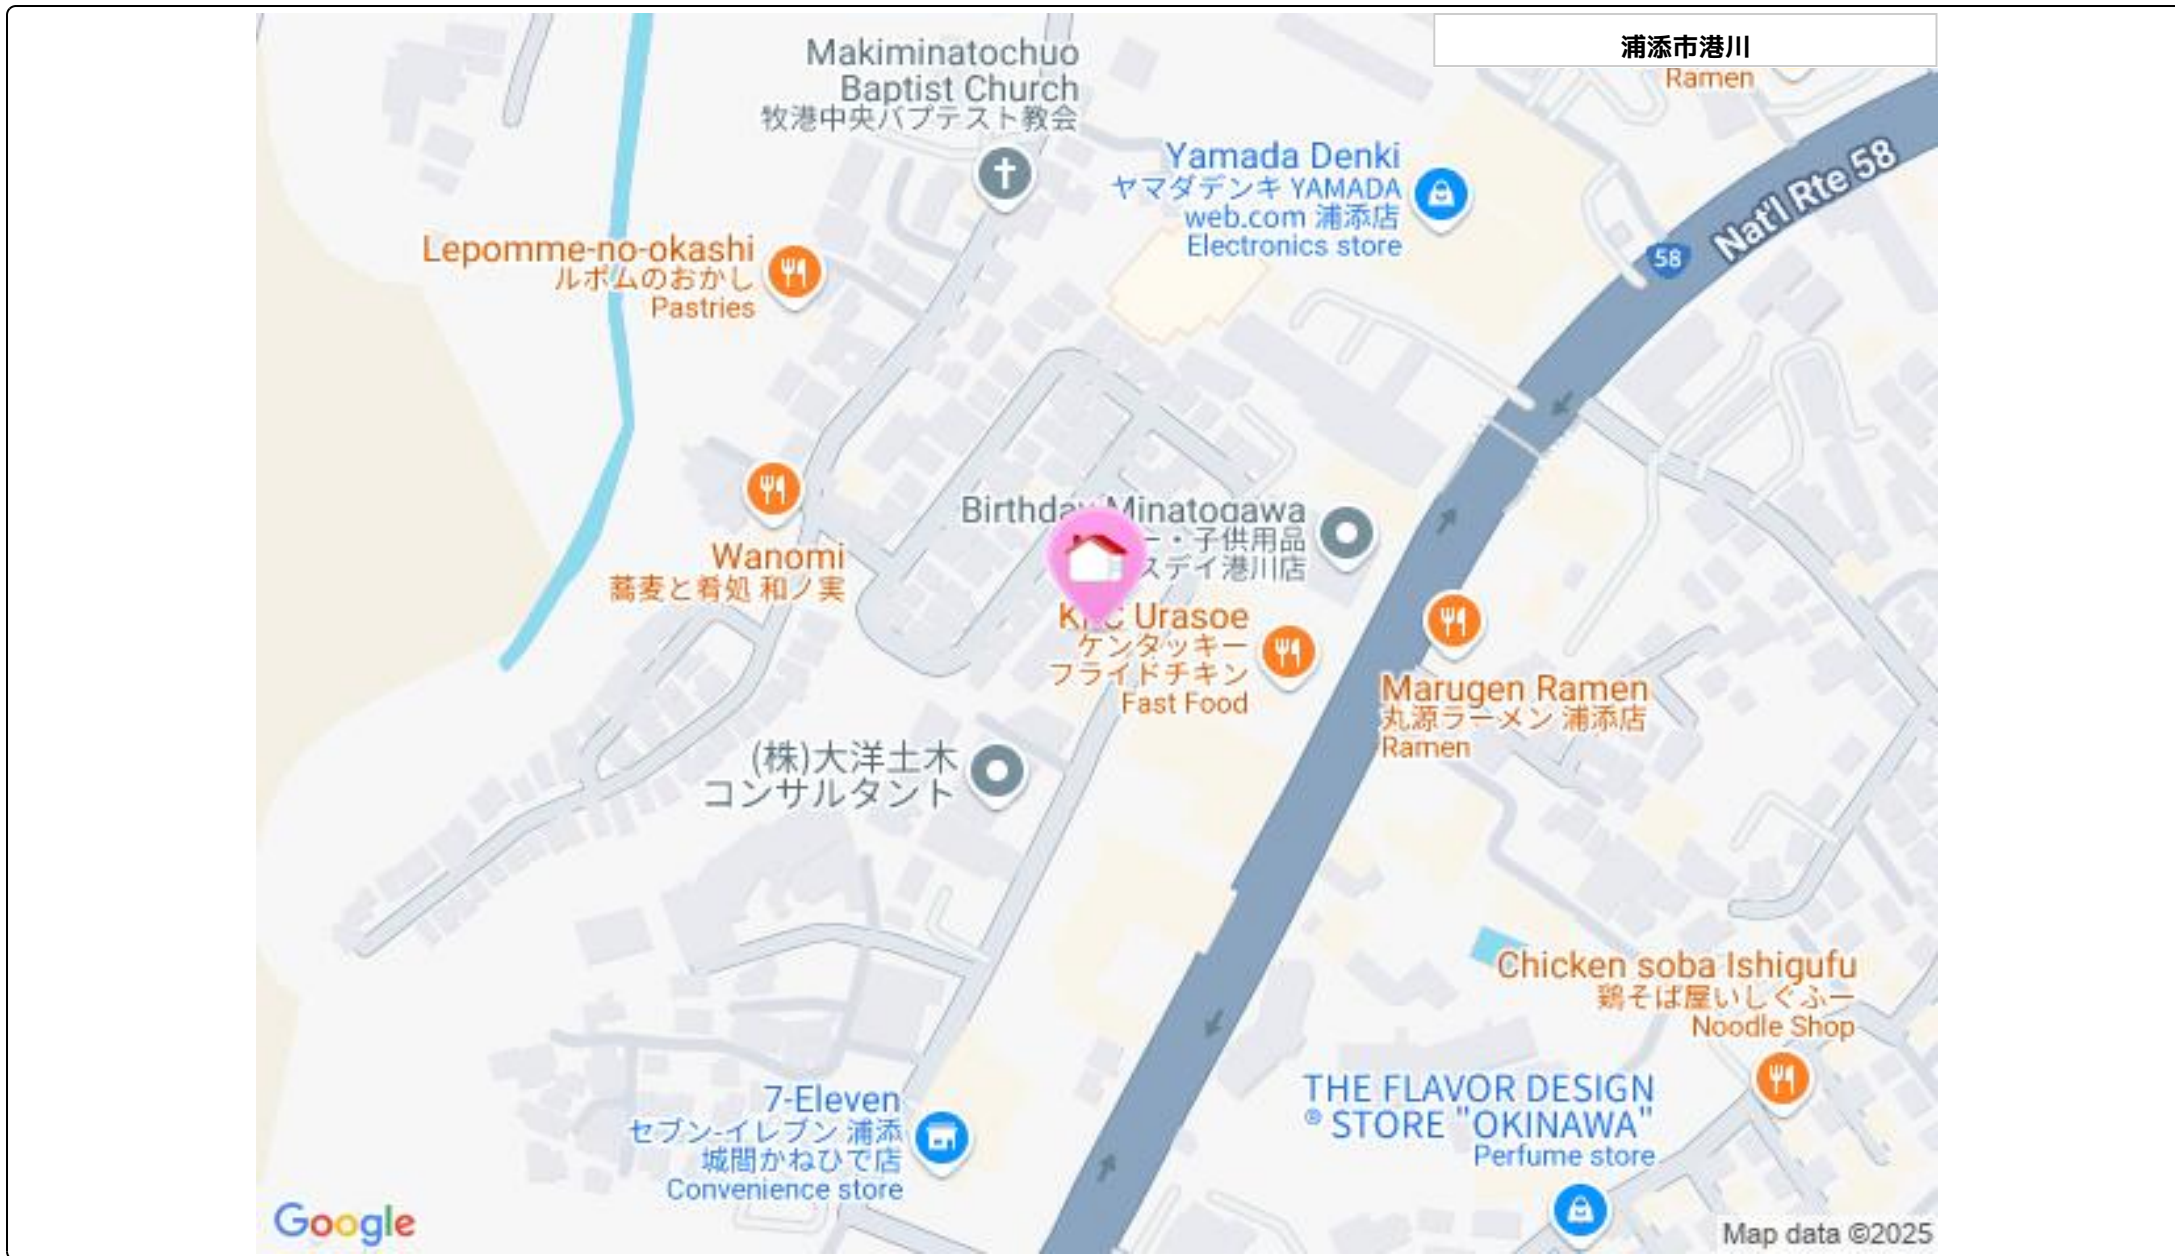 浦添市港川
Ramen
Makiminatochuo
Baptist Church
牧港中央バプテスト教会
Yamada Denki
ヤマダデンキ YAMADA
web.com 浦添店
Electronics store
Nat'l Rte 58
58
Lepomme-no-okashi
ルポムのおかし
Pastries
Birthday Minatogawa
ー・子供用品
スデイ港川店
Wanomi
蕎麦と肴処 和ノ実
KFC Urasoe
ケンタッキー
フライドチキン
Fast Food
Marugen Ramen
丸源ラーメン 浦添店
Ramen
(株)大洋土木
コンサルタント
Chicken soba Ishigufu
鶏そば屋いしぐふー
Noodle Shop
THE FLAVOR DESIGN
® STORE "OKINAWA"
Perfume store
7-Eleven
セブン-イレブン 浦添
城間かねひで店
Convenience store
Google
Map data ©2025